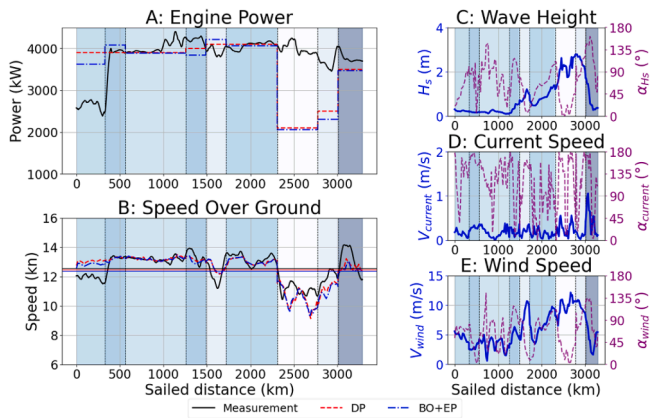 A: Engine Power
Power (kW)
4000
3000
2000
1000
0 500 1000 1500 2000 2500 3000
B: Speed Over Ground
Speed (kn)
16
14
12
10
8
6
0 500 1000 1500 2000 2500 3000
Sailed distance (km)
C: Wave Height
Hs (m)
4
2
0
αHs (°)
180
135
90
45
0
0 1000 2000 3000
D: Current Speed
Vcurrent (m/s)
2
1
0
αcurrent (°)
180
135
90
45
0
0 1000 2000 3000
E: Wind Speed
Vwind (m/s)
15
10
5
0
αwind (°)
180
135
90
45
0
0 1000 2000 3000
Sailed distance (km)
Measurement DP BO+EP